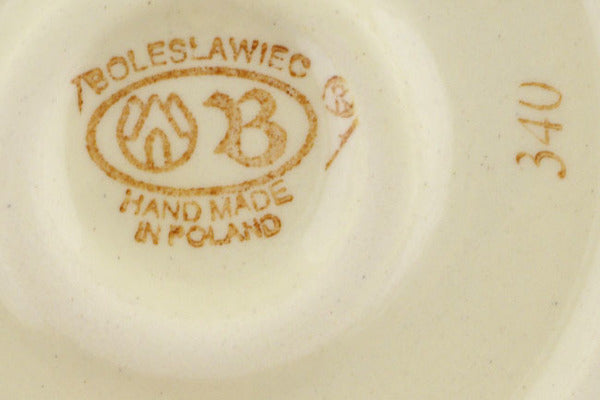 BOLESLAWIEC
B
HAND MADE
IN POLAND
340